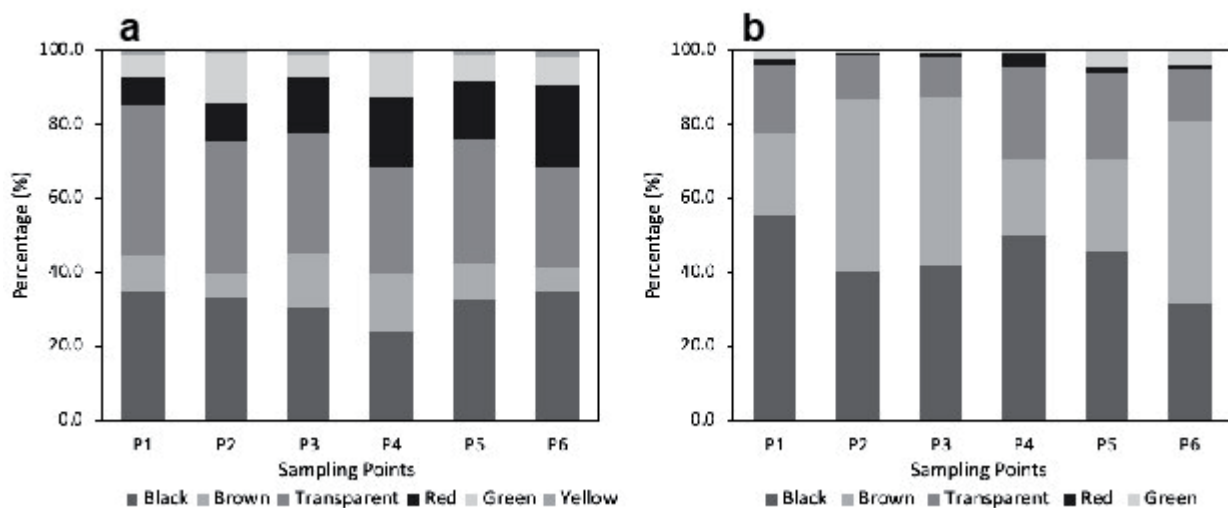 a
100.0
80.0
60.0
40.0
20.0
0.0
Percentage (%)
P1 P2 P3 P4 P5 P6
Sampling Points
Black Brown Transparent Red Green Yellow
b
100.0
80.0
60.0
40.0
20.0
0.0
Percentage (%)
P1 P2 P3 P4 P5 P6
Sampling Points
Black Brown Transparent Red Green